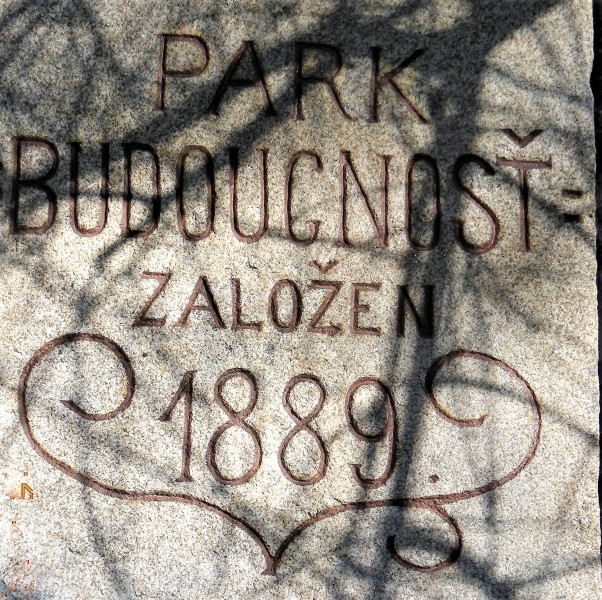 PARK
BUDOUCNOSŤ=
ZALOŽEN
1889.